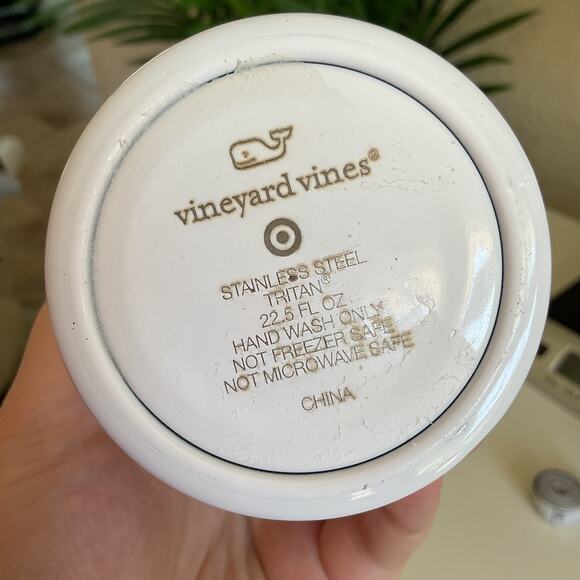 vineyard vines®
STAINLESS STEEL
TRITAN®
22.5 FL OZ
HAND WASH ONLY
NOT FREEZER SAFE
NOT MICROWAVE SAFE
CHINA